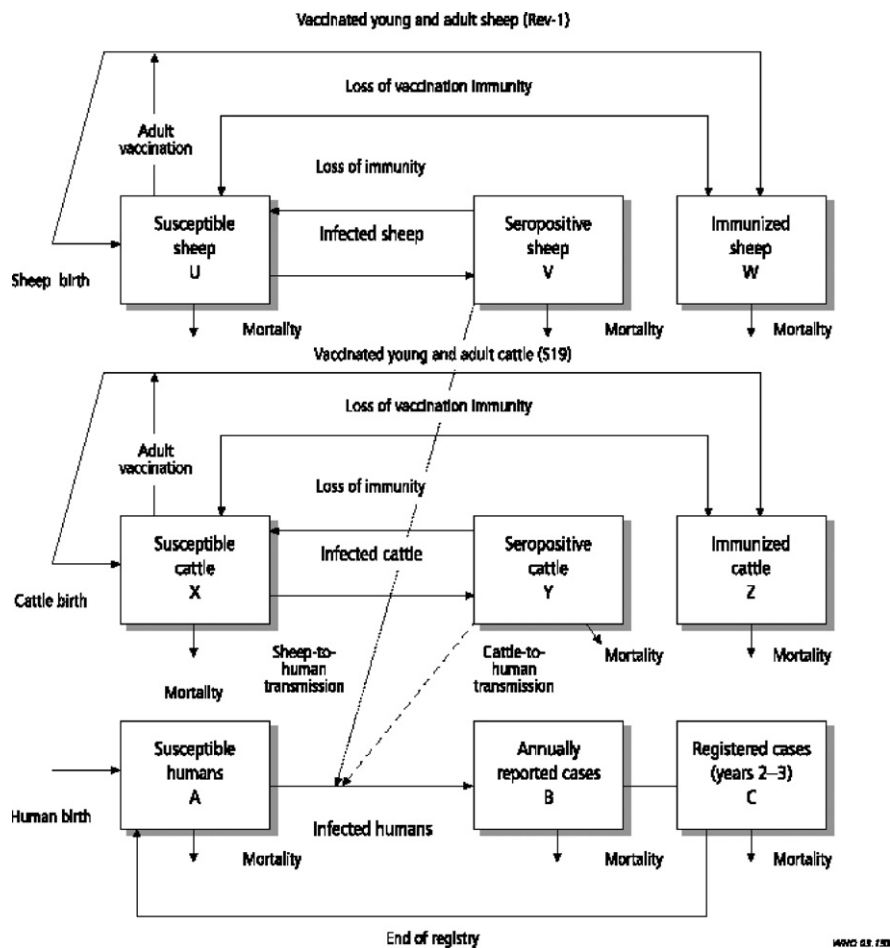 Vaccinated young and adult sheep (Rev-1)
Loss of vaccination immunity
Adult
vaccination
Loss of immunity
Susceptible
sheep
U
Infected sheep
Seropositive
sheep
V
Immunized
sheep
W
Sheep birth
Mortality
Mortality
Mortality
Vaccinated young and adult cattle (S19)
Loss of vaccination immunity
Adult
vaccination
Loss of immunity
Susceptible
cattle
X
Infected cattle
Seropositive
cattle
Y
Immunized
cattle
Z
Cattle birth
Mortality
Sheep-to-
human
transmission
Cattle-to-
human
transmission
Mortality
Mortality
Susceptible
humans
A
Annually
reported cases
B
Registered cases
(years 2–3)
C
Human birth
Infected humans
Mortality
Mortality
Mortality
End of registry